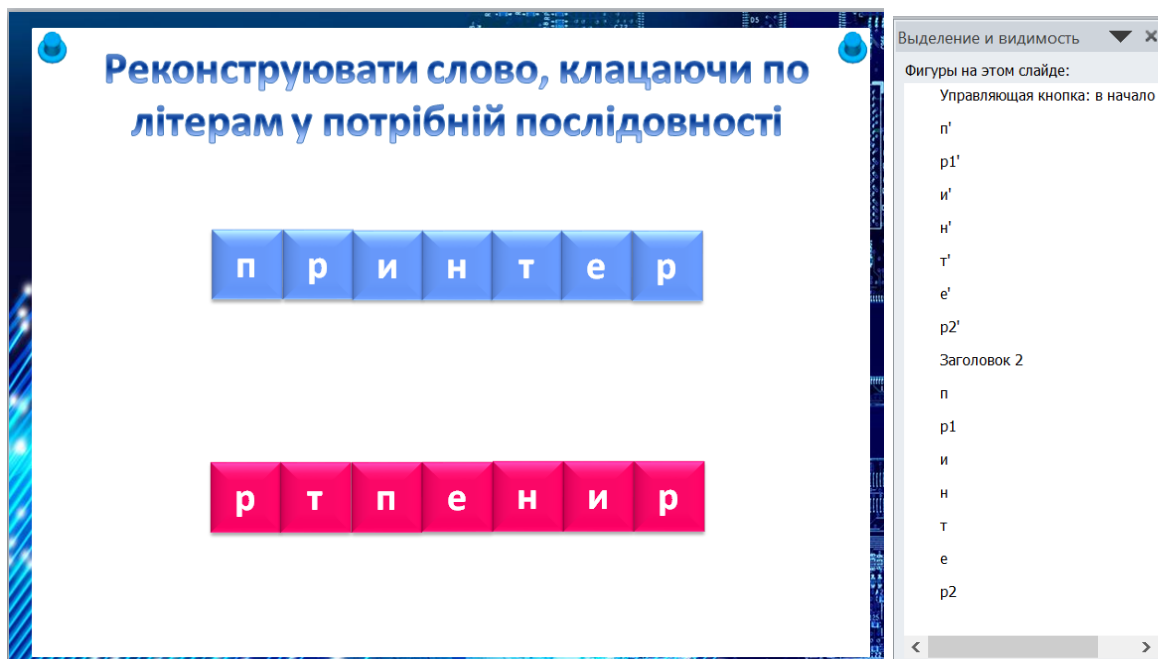 Реконструювати слово, клацаючи по
літерам у потрібній послідовності
п р и н т е р
р т п е н и р
Выделение и видимость
Фигуры на этом слайде:
Управляющая кнопка: в начало
п'
р1'
и'
н'
т'
е'
р2'
Заголовок 2
п
р1
и
н
т
е
р2